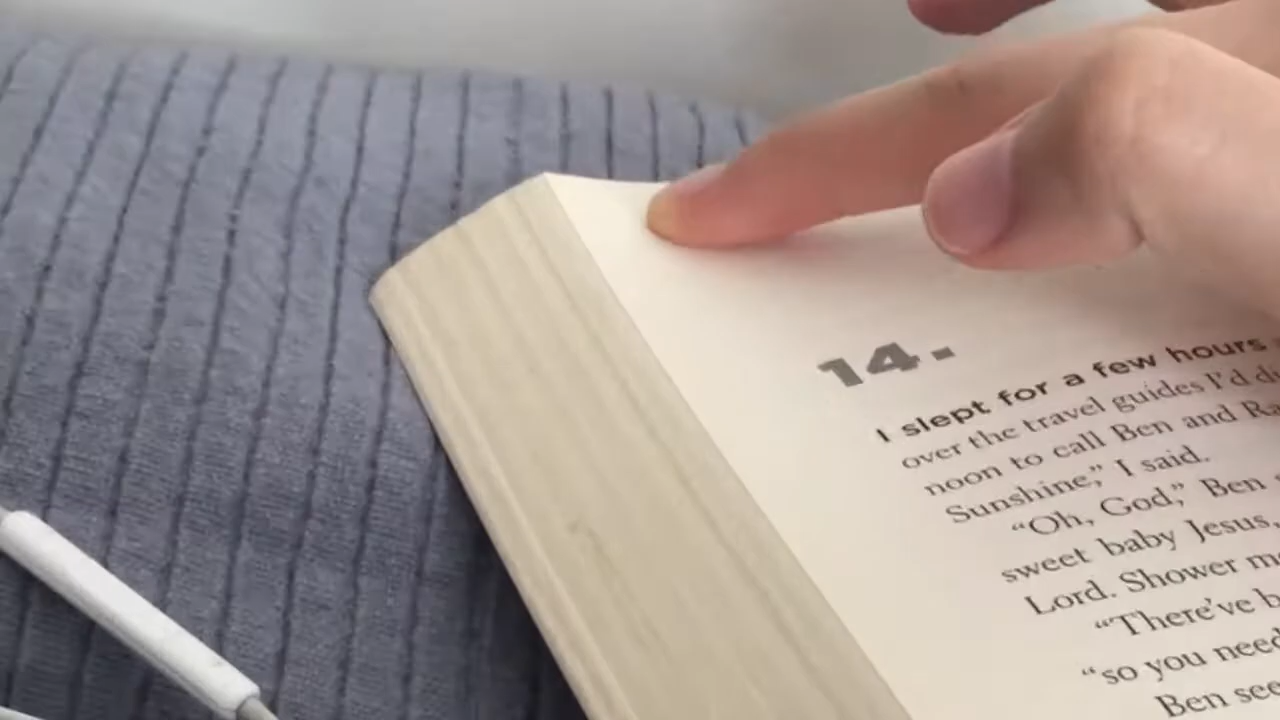 14.
I slept for a few hours
over the travel guides I'd
noon to call Ben and
Sunshine," I said.
"Oh, God," Ben
sweet baby Jesus,
Lord. Shower
"There've
"so you need
Ben